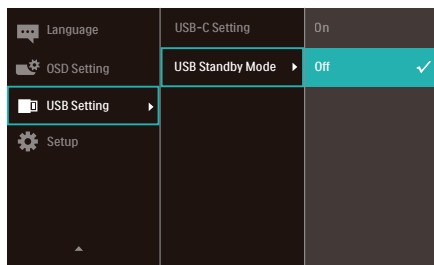 Language
OSD Setting
USB Setting
Setup
USB-C Setting
USB Standby Mode
On
Off